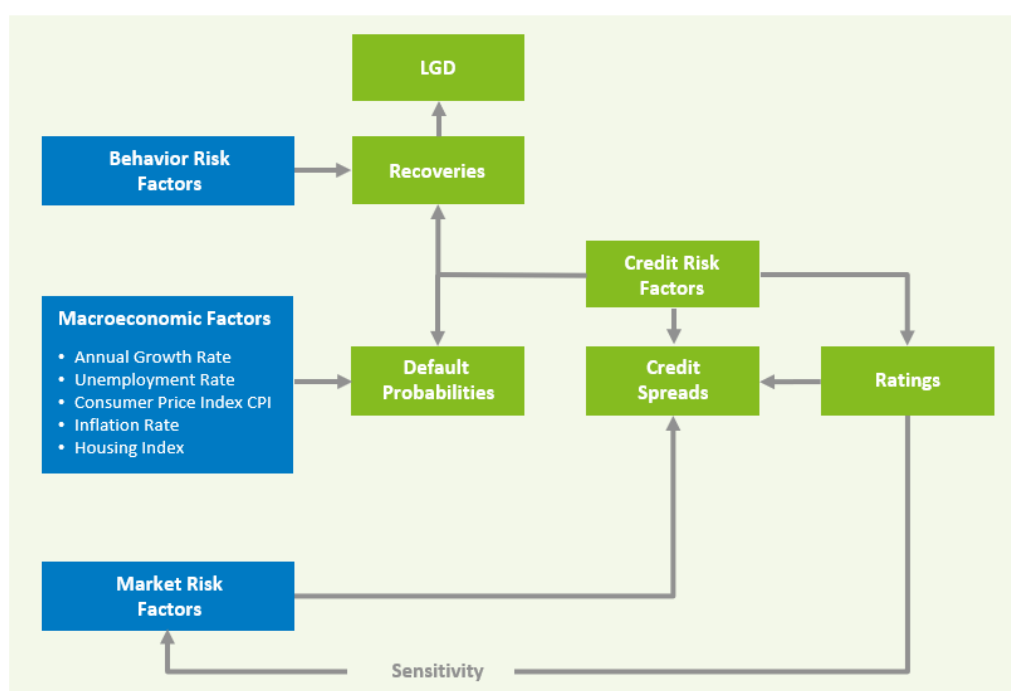 LGD
Behavior Risk
Factors
Recoveries
Credit Risk
Factors
Macroeconomic Factors
• Annual Growth Rate
• Unemployment Rate
• Consumer Price Index CPI
• Inflation Rate
• Housing Index
Default
Probabilities
Credit
Spreads
Ratings
Market Risk
Factors
Sensitivity